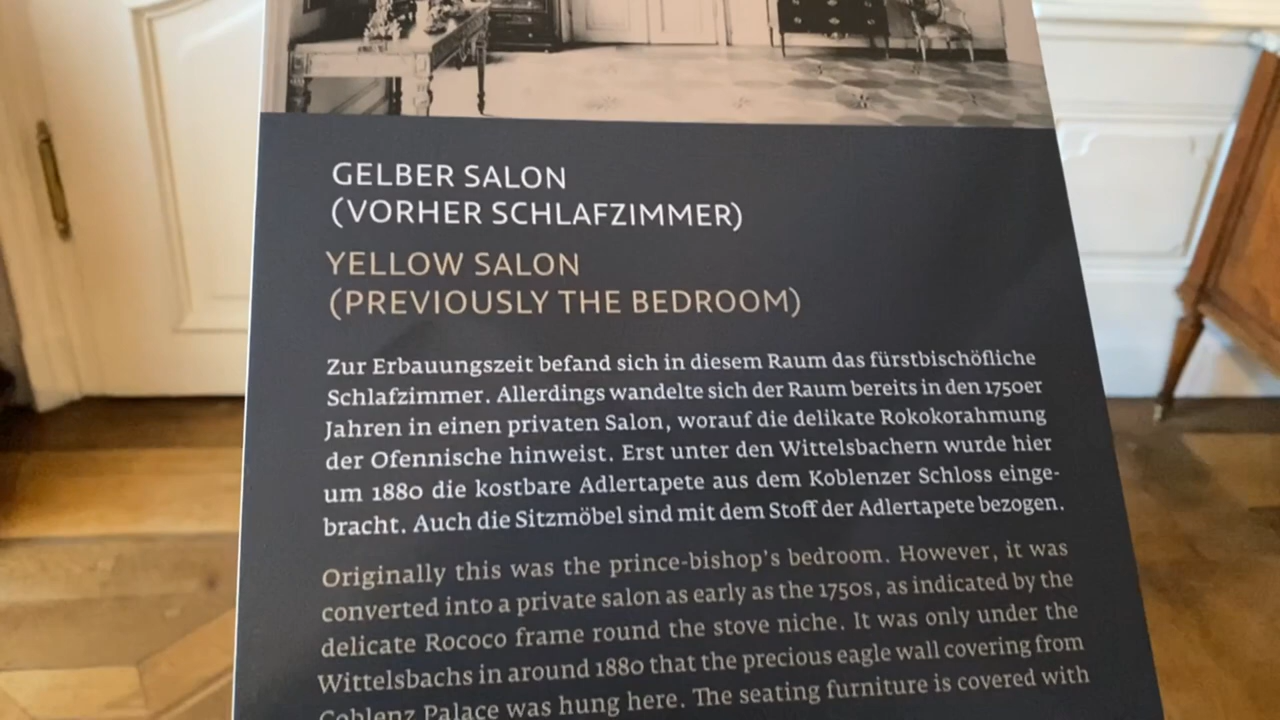 GELBER SALON
(VORHER SCHLAFZIMMER)
YELLOW SALON
(PREVIOUSLY THE BEDROOM)
Zur Erbauungszeit befand sich in diesem Raum das fürstbischöfliche
Schlafzimmer. Allerdings wandelte sich der Raum bereits in den 1750er
Jahren in einen privaten Salon, worauf die delikate Rokokorahmung
der Ofennische hinweist. Erst unter den Wittelsbachern wurde hier
um 1880 die kostbare Adlertapete aus dem Koblenzer Schloss einge-
bracht. Auch die Sitzmöbel sind mit dem Stoff der Adlertapete bezogen.
Originally this was the prince-bishop's bedroom. However, it was
converted into a private salon as early as the 1750s, as indicated by the
delicate Rococo frame round the stove niche. It was only under the
Wittelsbachs in around 1880 that the precious eagle wall covering from
Coblenz Palace was hung here. The seating furniture is covered with